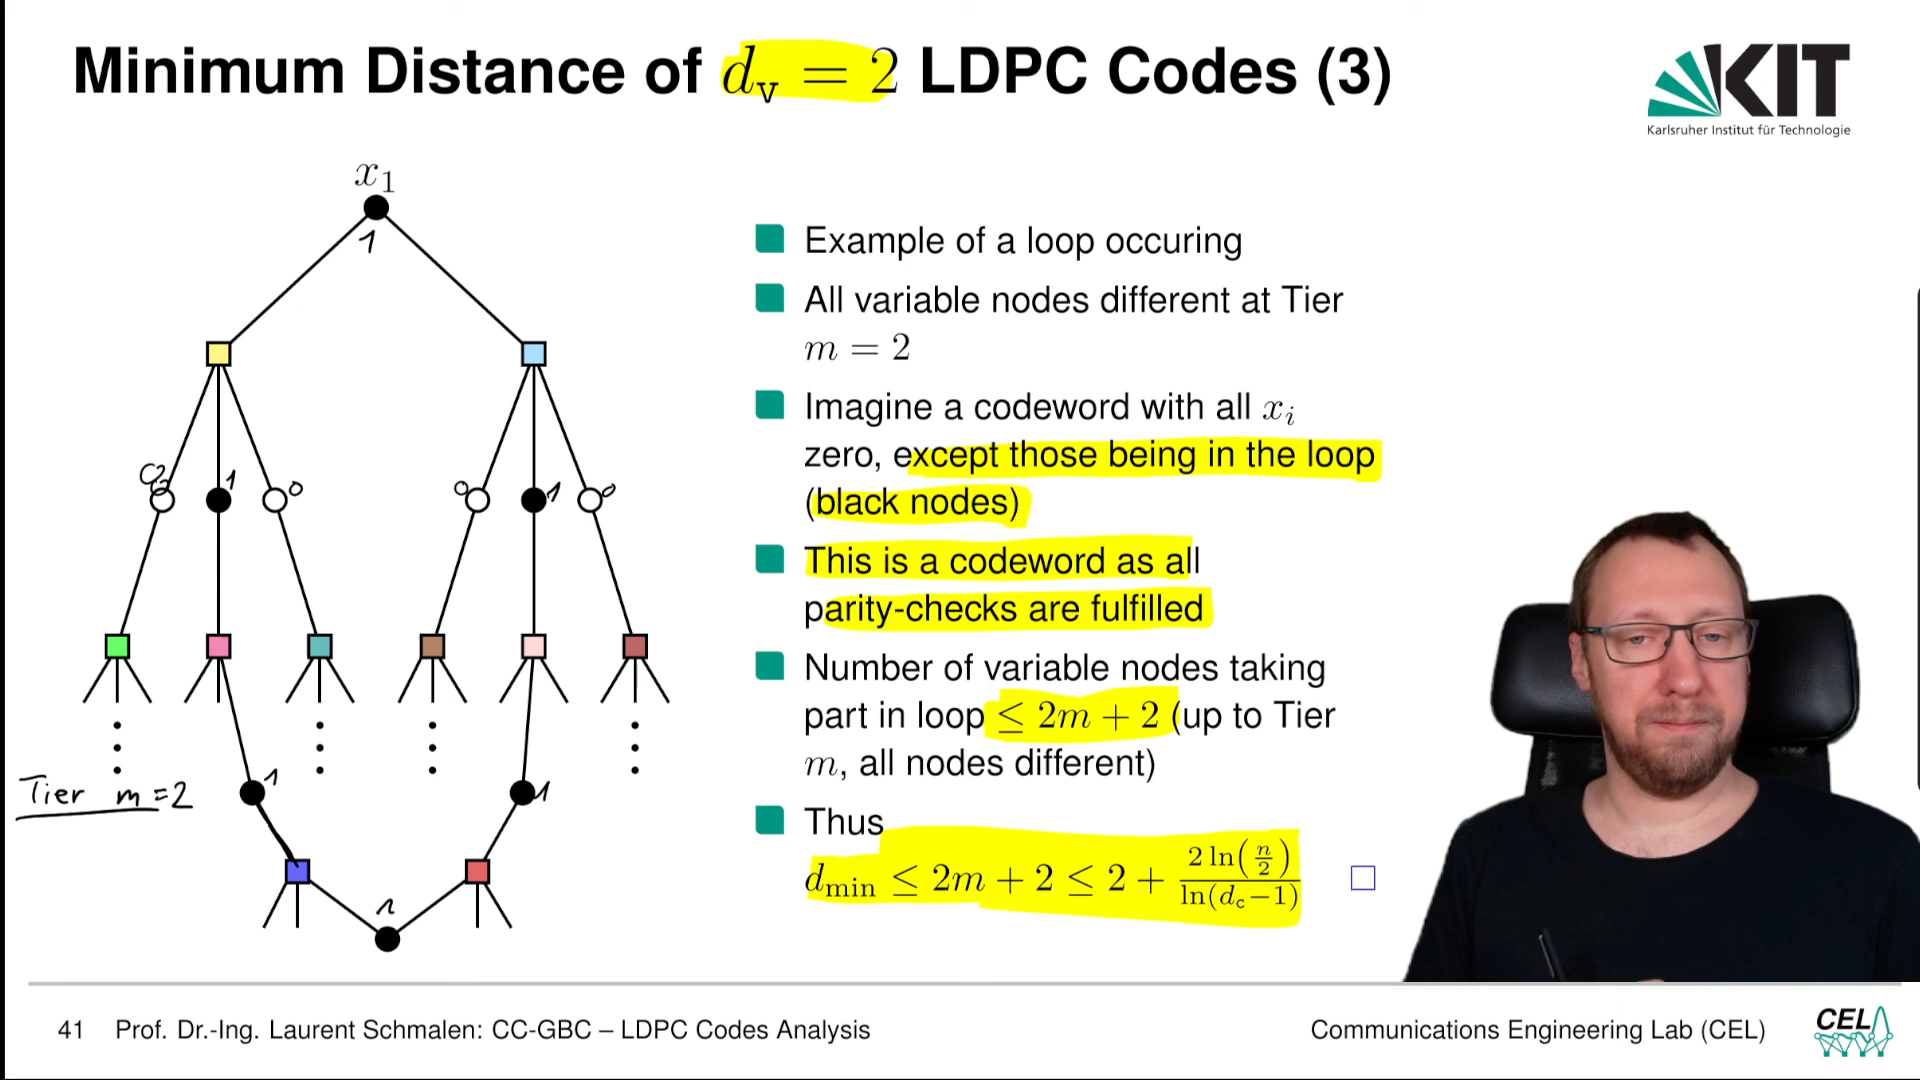 Minimum Distance of d_v = 2 LDPC Codes (3)
KIT
Karlsruher Institut für Technologie
x_1
1
Example of a loop occuring
All variable nodes different at Tier
m = 2
Imagine a codeword with all x_i
zero, except those being in the loop
(black nodes)
1 0 0 1 0
This is a codeword as all
parity-checks are fulfilled
Number of variable nodes taking
part in loop ≤ 2m + 2 (up to Tier
m, all nodes different)
Tier m=2
1 1
Thus
d_min ≤ 2m + 2 ≤ 2 + 2 ln(n/2) / ln(d_c−1) □
1
41 Prof. Dr.-Ing. Laurent Schmalen: CC-GBC – LDPC Codes Analysis
Communications Engineering Lab (CEL)
CEL